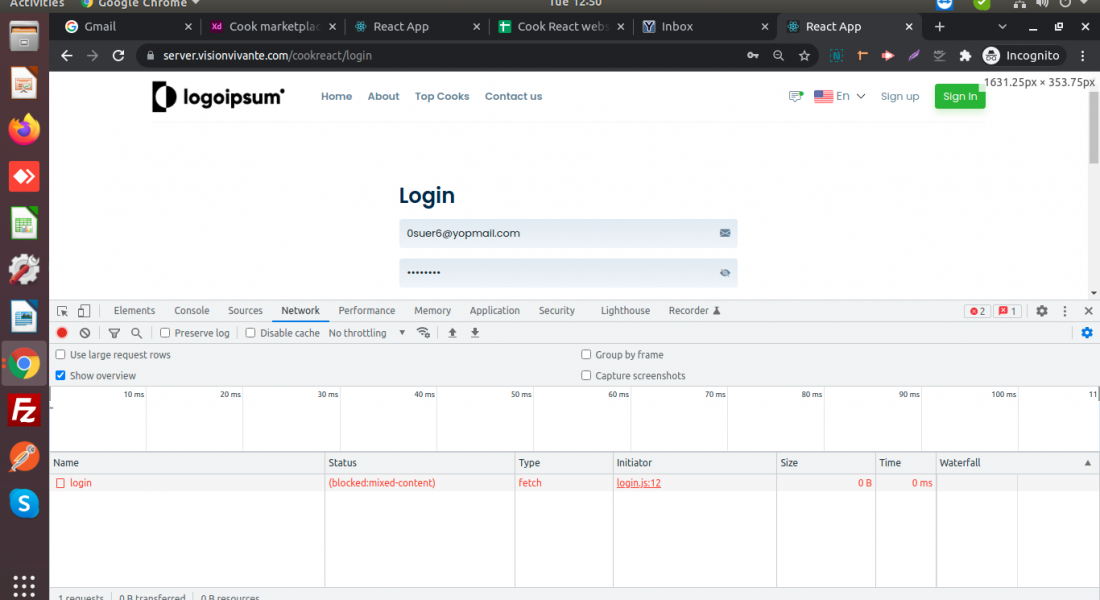 Activities Google Chrome Tue 12:50
Gmail Cook marketplac React App Cook React webs Inbox React App
server.visionvivante.com/cookreact/login Incognito
1631.25px × 353.75px
logoipsum Home About Top Cooks Contact us En Sign up Sign In
Login
0suer6@yopmail.com
••••••••
Elements Console Sources Network Performance Memory Application Security Lighthouse Recorder 2 1
Preserve log Disable cache No throttling
Use large request rows Group by frame
Show overview Capture screenshots
10 ms 20 ms 30 ms 40 ms 50 ms 60 ms 70 ms 80 ms 90 ms 100 ms 11
Name Status Type Initiator Size Time Waterfall
login (blocked:mixed-content) fetch login.js:12 0 B 0 ms
1 requests 0 B transferred 0 B resources